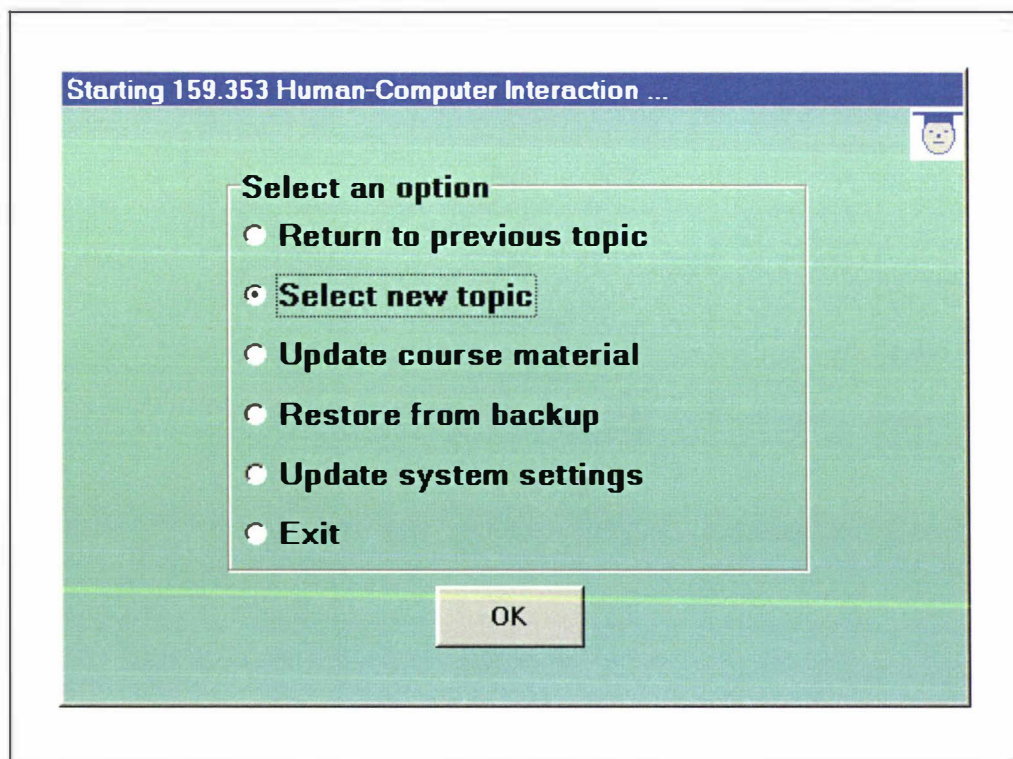 Starting 159.353 Human-Computer Interaction ...
Select an option
Return to previous topic
Select new topic
Update course material
Restore from backup
Update system settings
Exit
OK